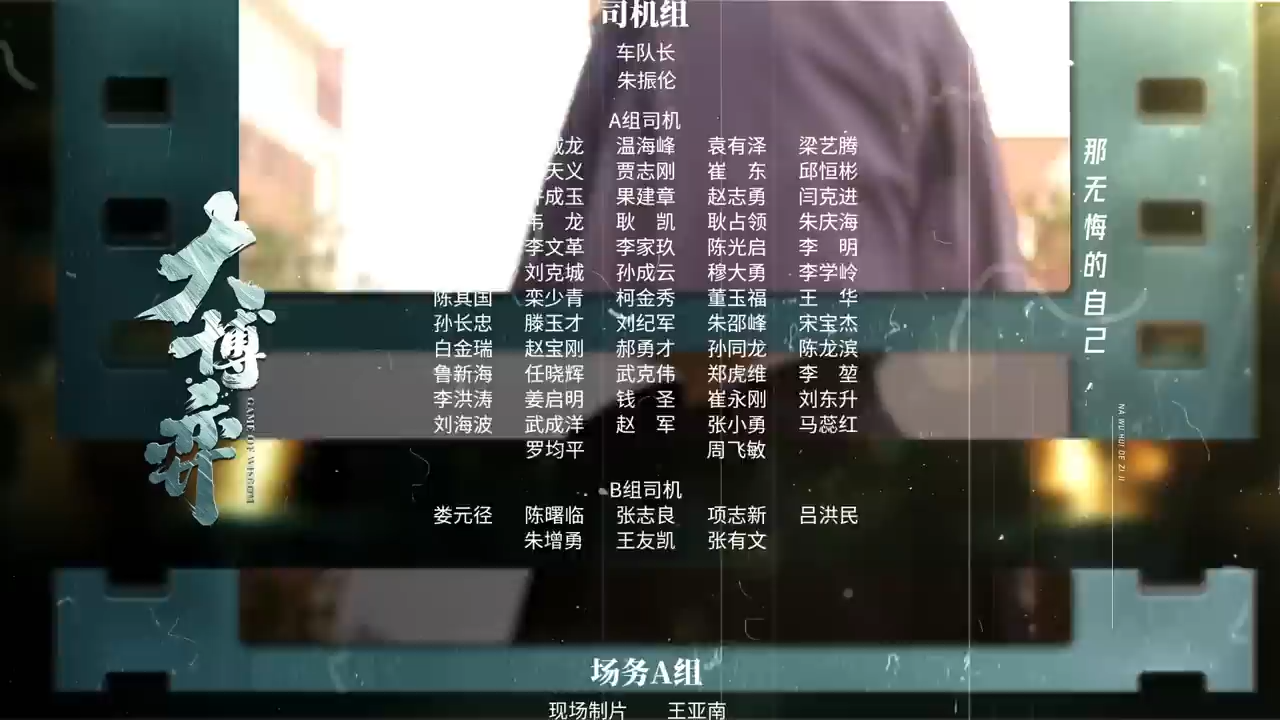 司机组
车队长
朱振伦
A组司机
龙 温海峰 袁有泽 梁艺腾
天义 贾志刚 崔 东 邱恒彬
成玉 果建章 赵志勇 闫克进
韦 龙 耿 凯 耿占领 朱庆海
李文革 李家玖 陈光启 李 明
刘克城 孙成云 穆大勇 李学岭
陈其国 栾少青 柯金秀 董玉福 王 华
孙长忠 滕玉才 刘纪军 朱邵峰 宋宝杰
白金瑞 赵宝刚 郝勇才 孙同龙 陈龙滨
鲁新海 任晓辉 武克伟 郑虎维 李 堃
李洪涛 姜启明 钱 圣 崔永刚 刘东升
刘海波 武成洋 赵 军 张小勇 马蕊红
罗均平 周飞敏
B组司机
娄元径 陈曙临 张志良 项志新 吕洪民
朱增勇 王友凯 张有文
场务A组
现场制片 王亚南
大博弈
GAME OF WISDOM
那无悔的自己
NA WU HUI DE ZI JI